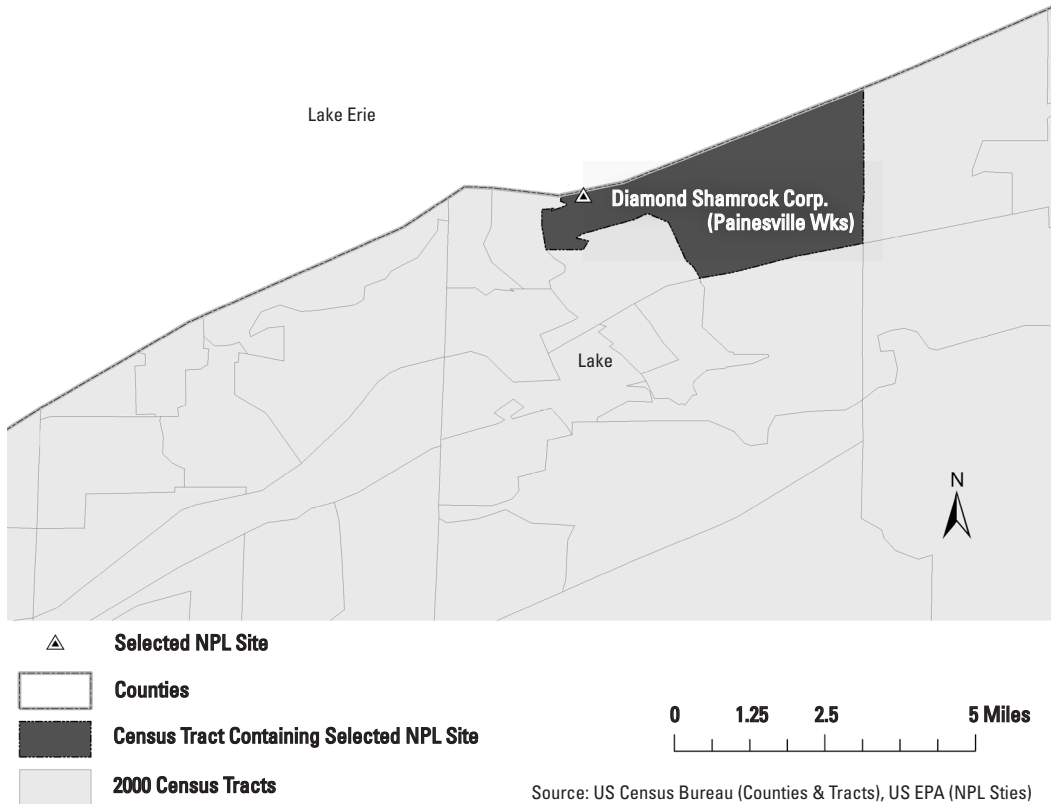 Lake Erie
Diamond Shamrock Corp.
(Painesville Wks)
Lake
N
Selected NPL Site
Counties
Census Tract Containing Selected NPL Site
2000 Census Tracts
0 1.25 2.5 5 Miles
Source: US Census Bureau (Counties & Tracts), US EPA (NPL Sties)